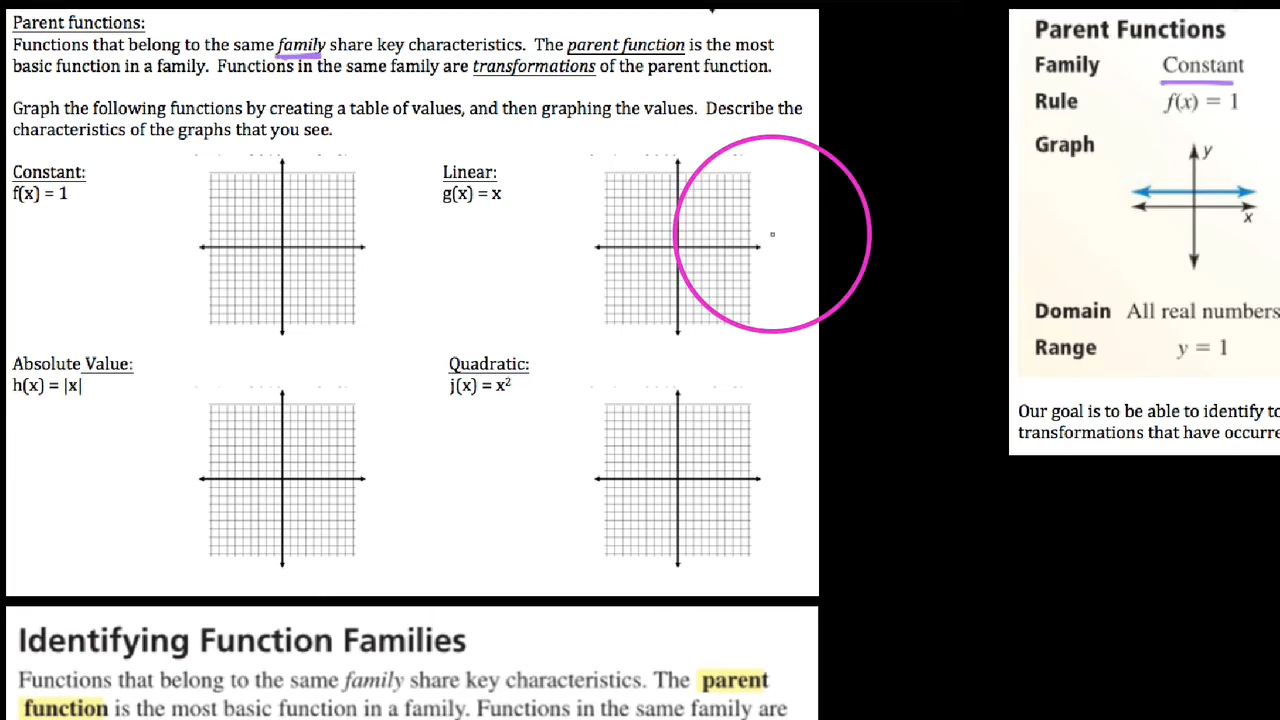 Parent functions:
Functions that belong to the same family share key characteristics. The parent function is the most
basic function in a family. Functions in the same family are transformations of the parent function.
Graph the following functions by creating a table of values, and then graphing the values. Describe the
characteristics of the graphs that you see.
Constant:
f(x) = 1
Linear:
g(x) = x
Absolute Value:
h(x) = |x|
Quadratic:
j(x) = x²
Identifying Function Families
Functions that belong to the same family share key characteristics. The parent
function is the most basic function in a family. Functions in the same family are
Parent Functions
Family Constant
Rule f(x) = 1
Graph
y
x
Domain All real numbers
Range y = 1
Our goal is to be able to identify
transformations that have